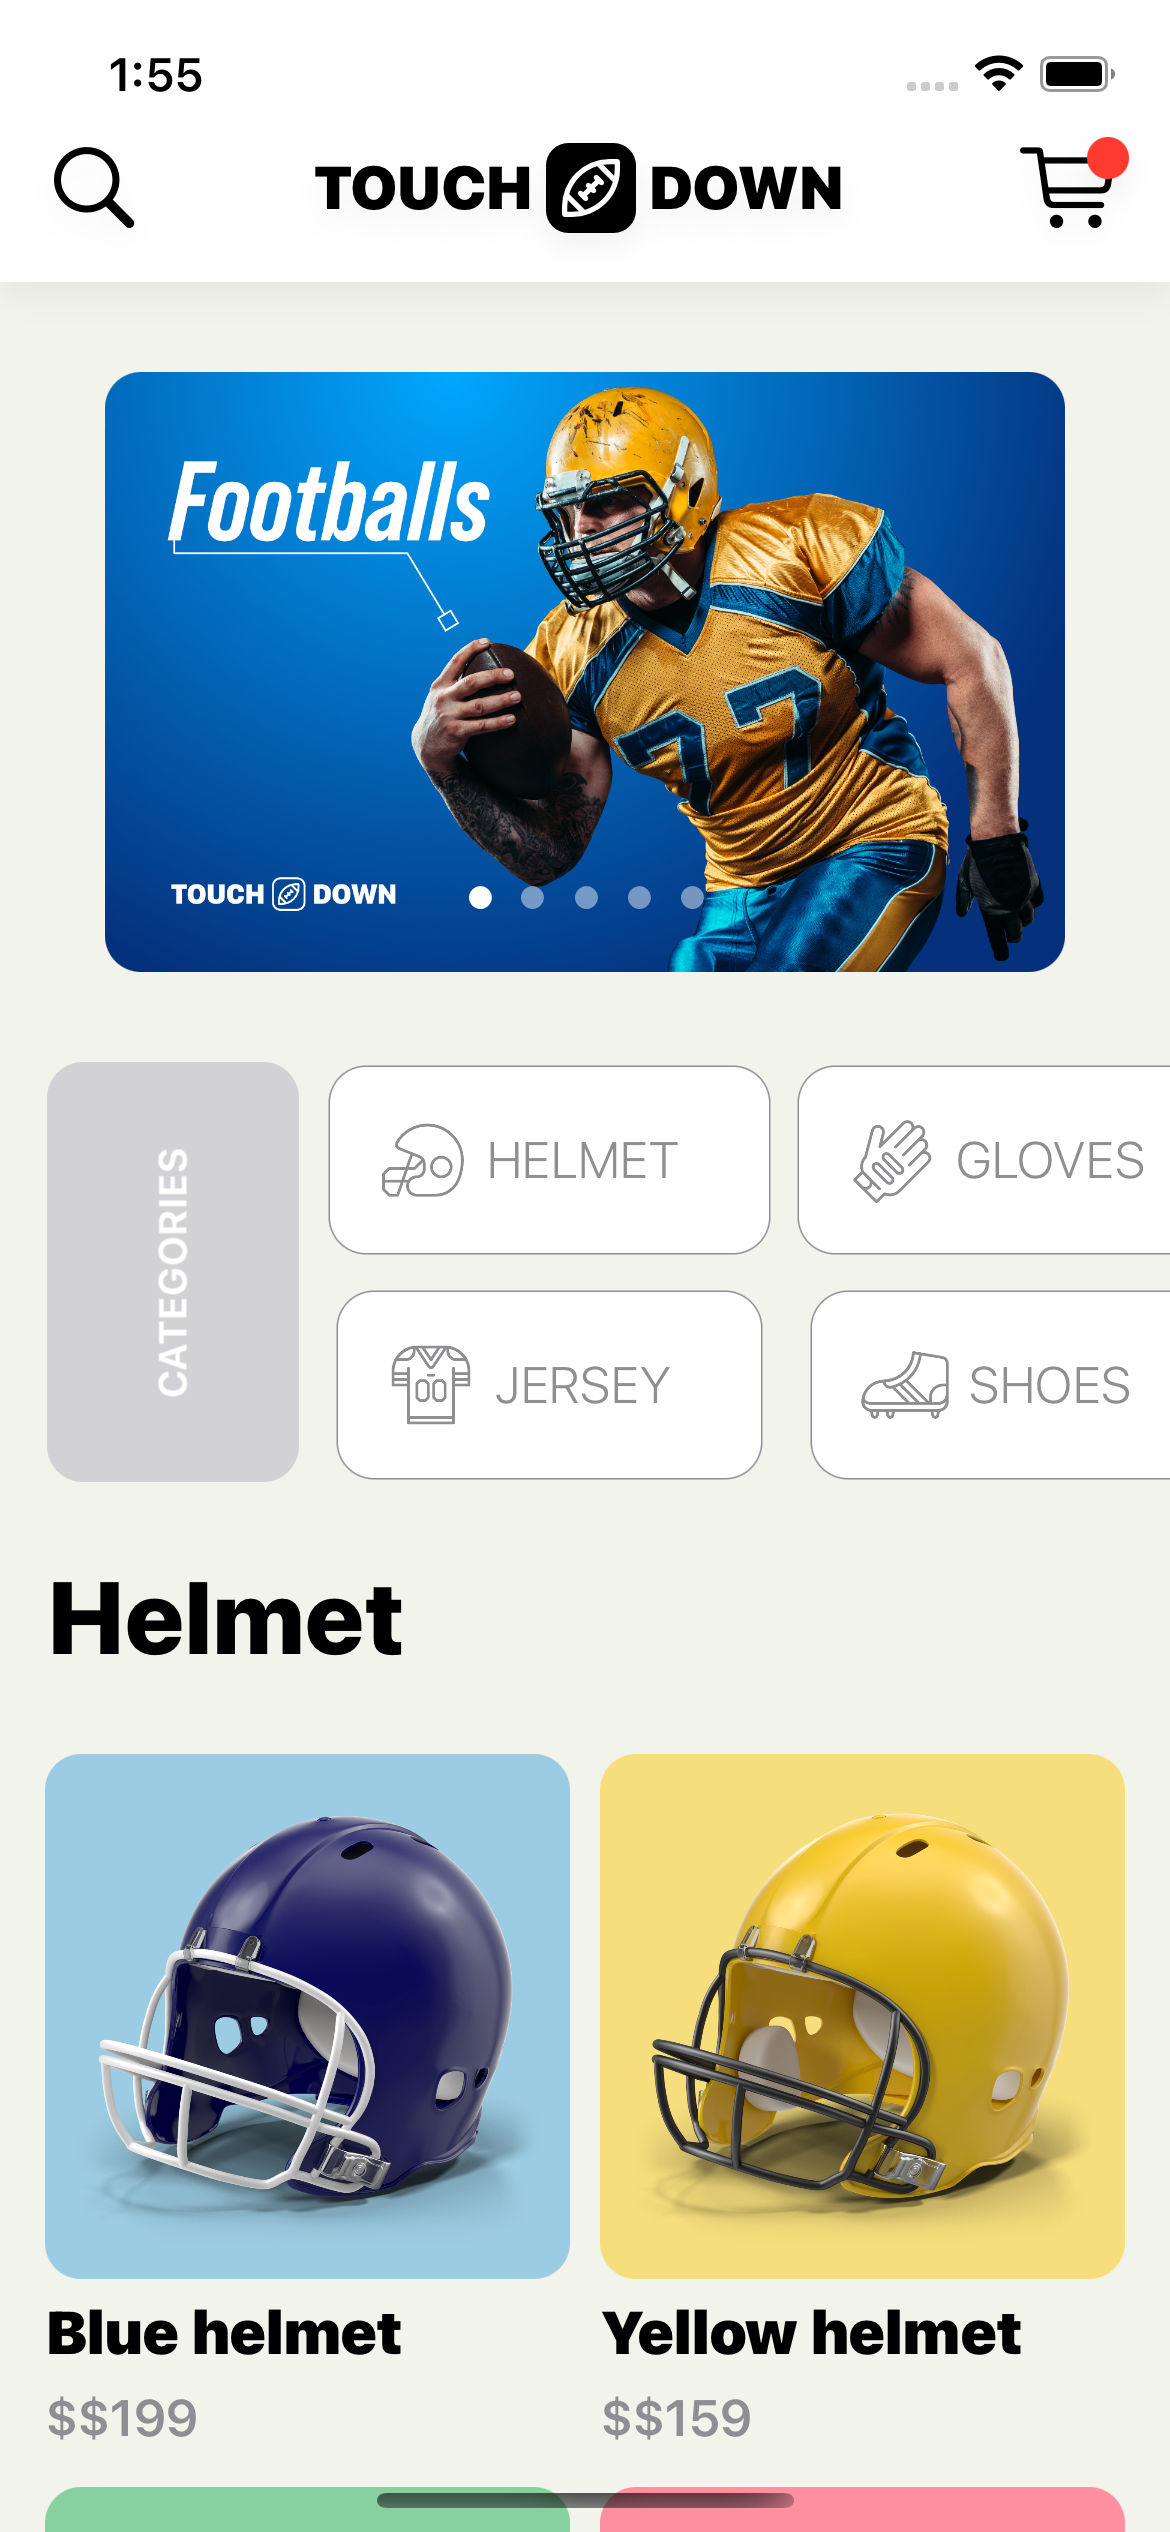 1:55
TOUCH DOWN
Footballs
77
TOUCH DOWN
CATEGORIES
HELMET
GLOVES
JERSEY
SHOES
Helmet
Blue helmet
Yellow helmet
$$199
$$159